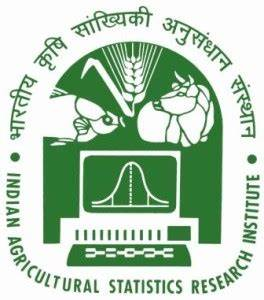 • भारतीय कृषि सांख्यिकी अनुसंधान संस्थान •
INDIAN AGRICULTURAL STATISTICS RESEARCH INSTITUTE